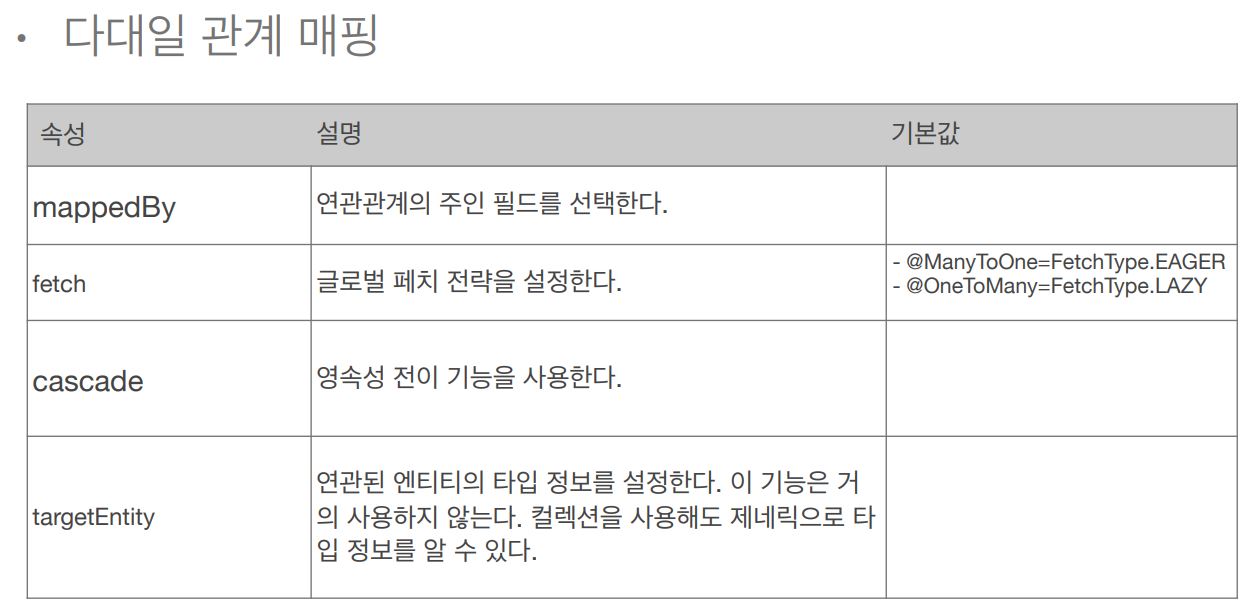 • 다대일 관계 매핑
속성 설명 기본값
mappedBy 연관관계의 주인 필드를 선택한다.
fetch 글로벌 페치 전략을 설정한다.
- @ManyToOne=FetchType.EAGER
- @OneToMany=FetchType.LAZY
cascade 영속성 전이 기능을 사용한다.
targetEntity
연관된 엔티티의 타입 정보를 설정한다. 이 기능은 거
의 사용하지 않는다. 컬렉션을 사용해도 제네릭으로 타
입 정보를 알 수 있다.